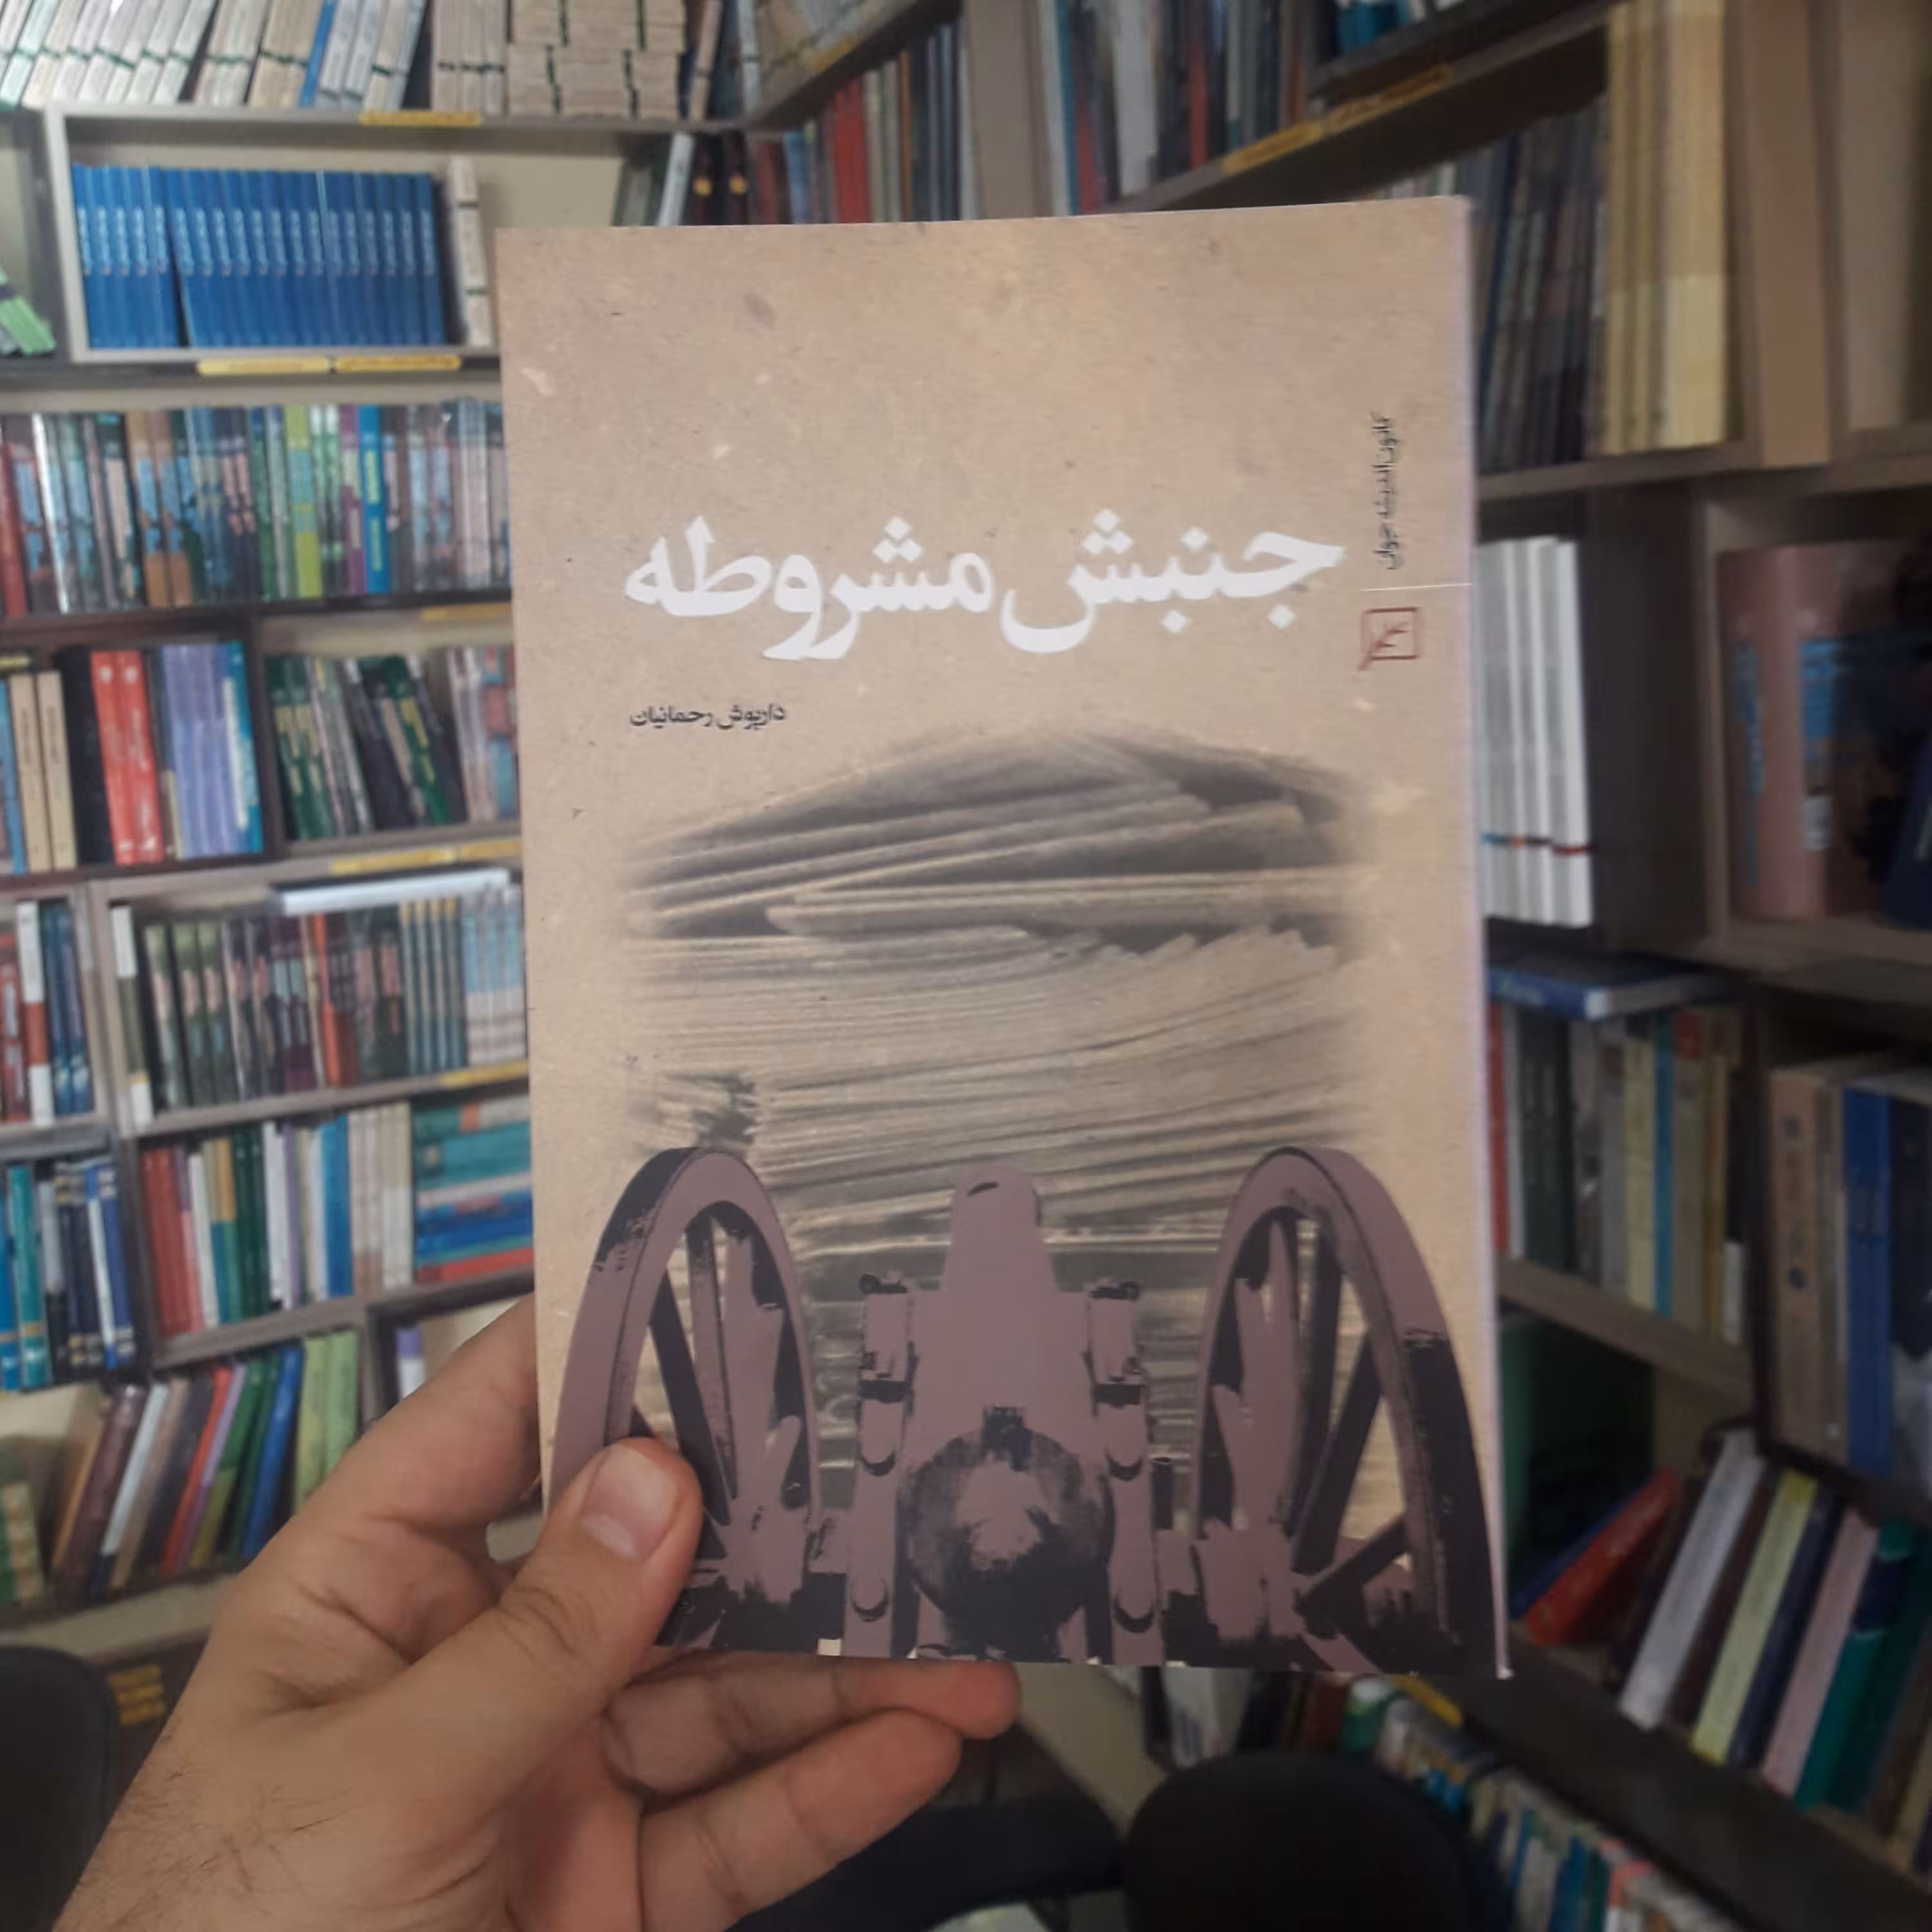 جنبش مشروطه
داریوش رحمانیان
کانون اندیشه جوان